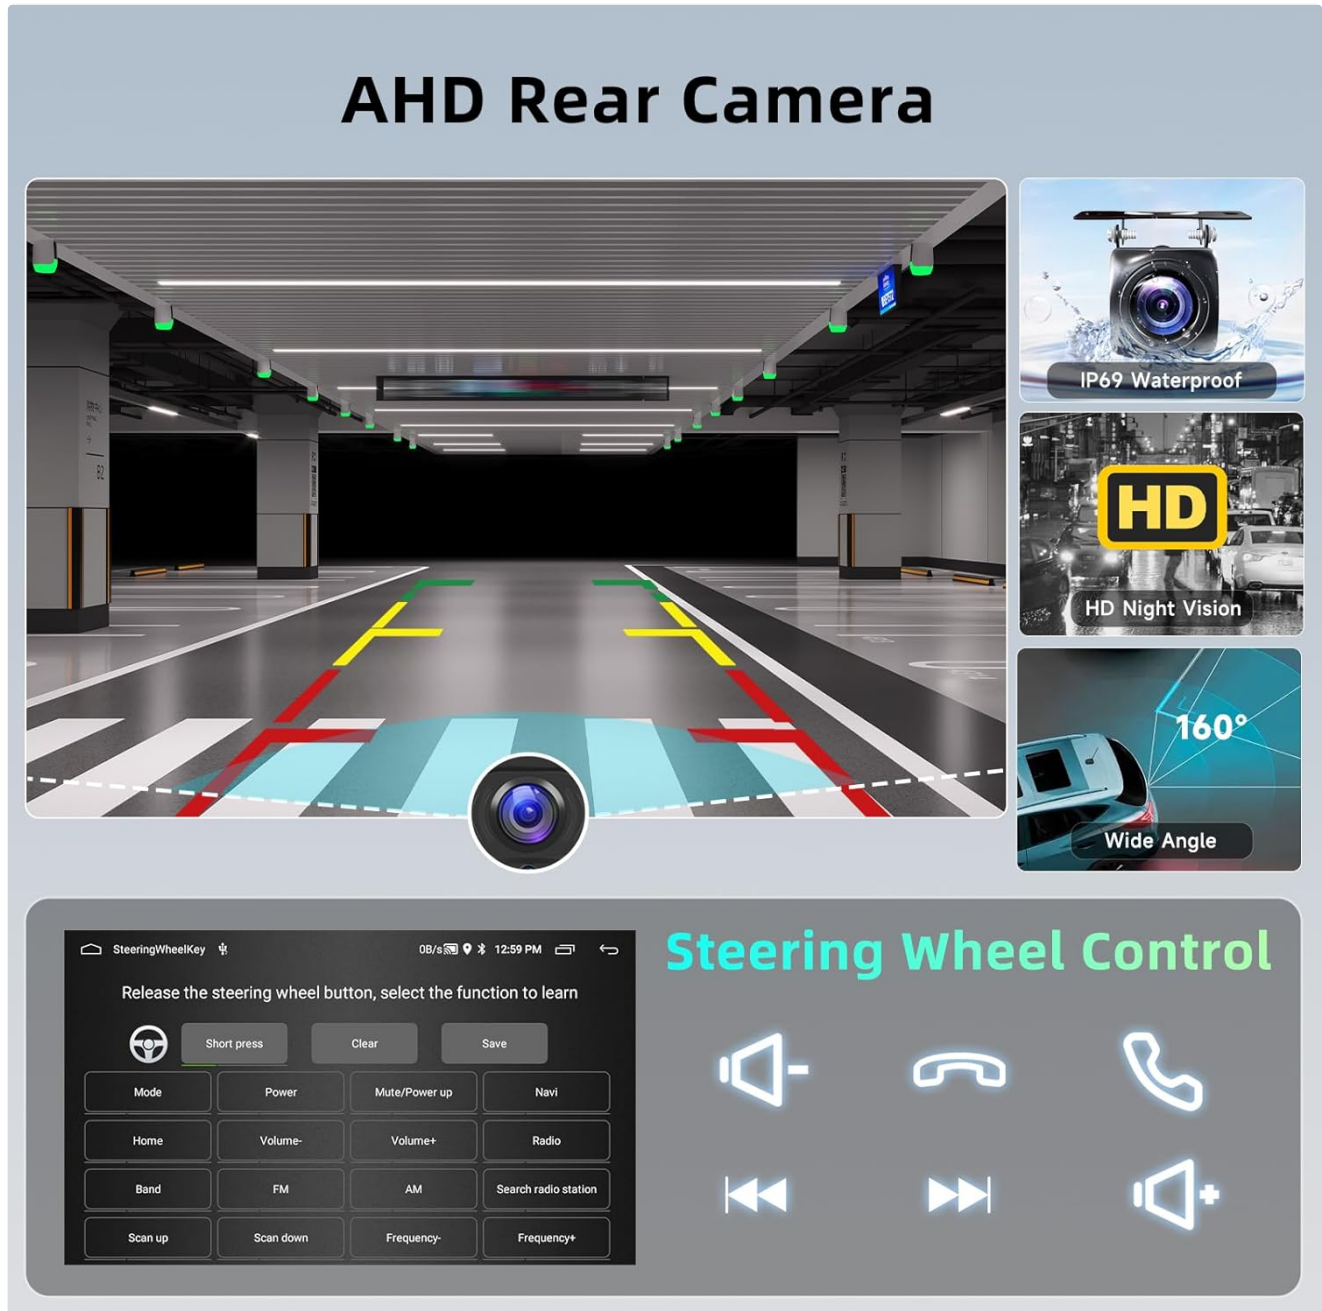 AHD Rear Camera
B2
IP69 Waterproof
HD
HD Night Vision
160°
Wide Angle
SteeringWheelKey
0B/s
12:59 PM
Release the steering wheel button, select the function to learn
Short press
Clear
Save
Mode
Power
Mute/Power up
Navi
Home
Volume-
Volume+
Radio
Band
FM
AM
Search radio station
Scan up
Scan down
Frequency-
Frequency+
Steering Wheel Control